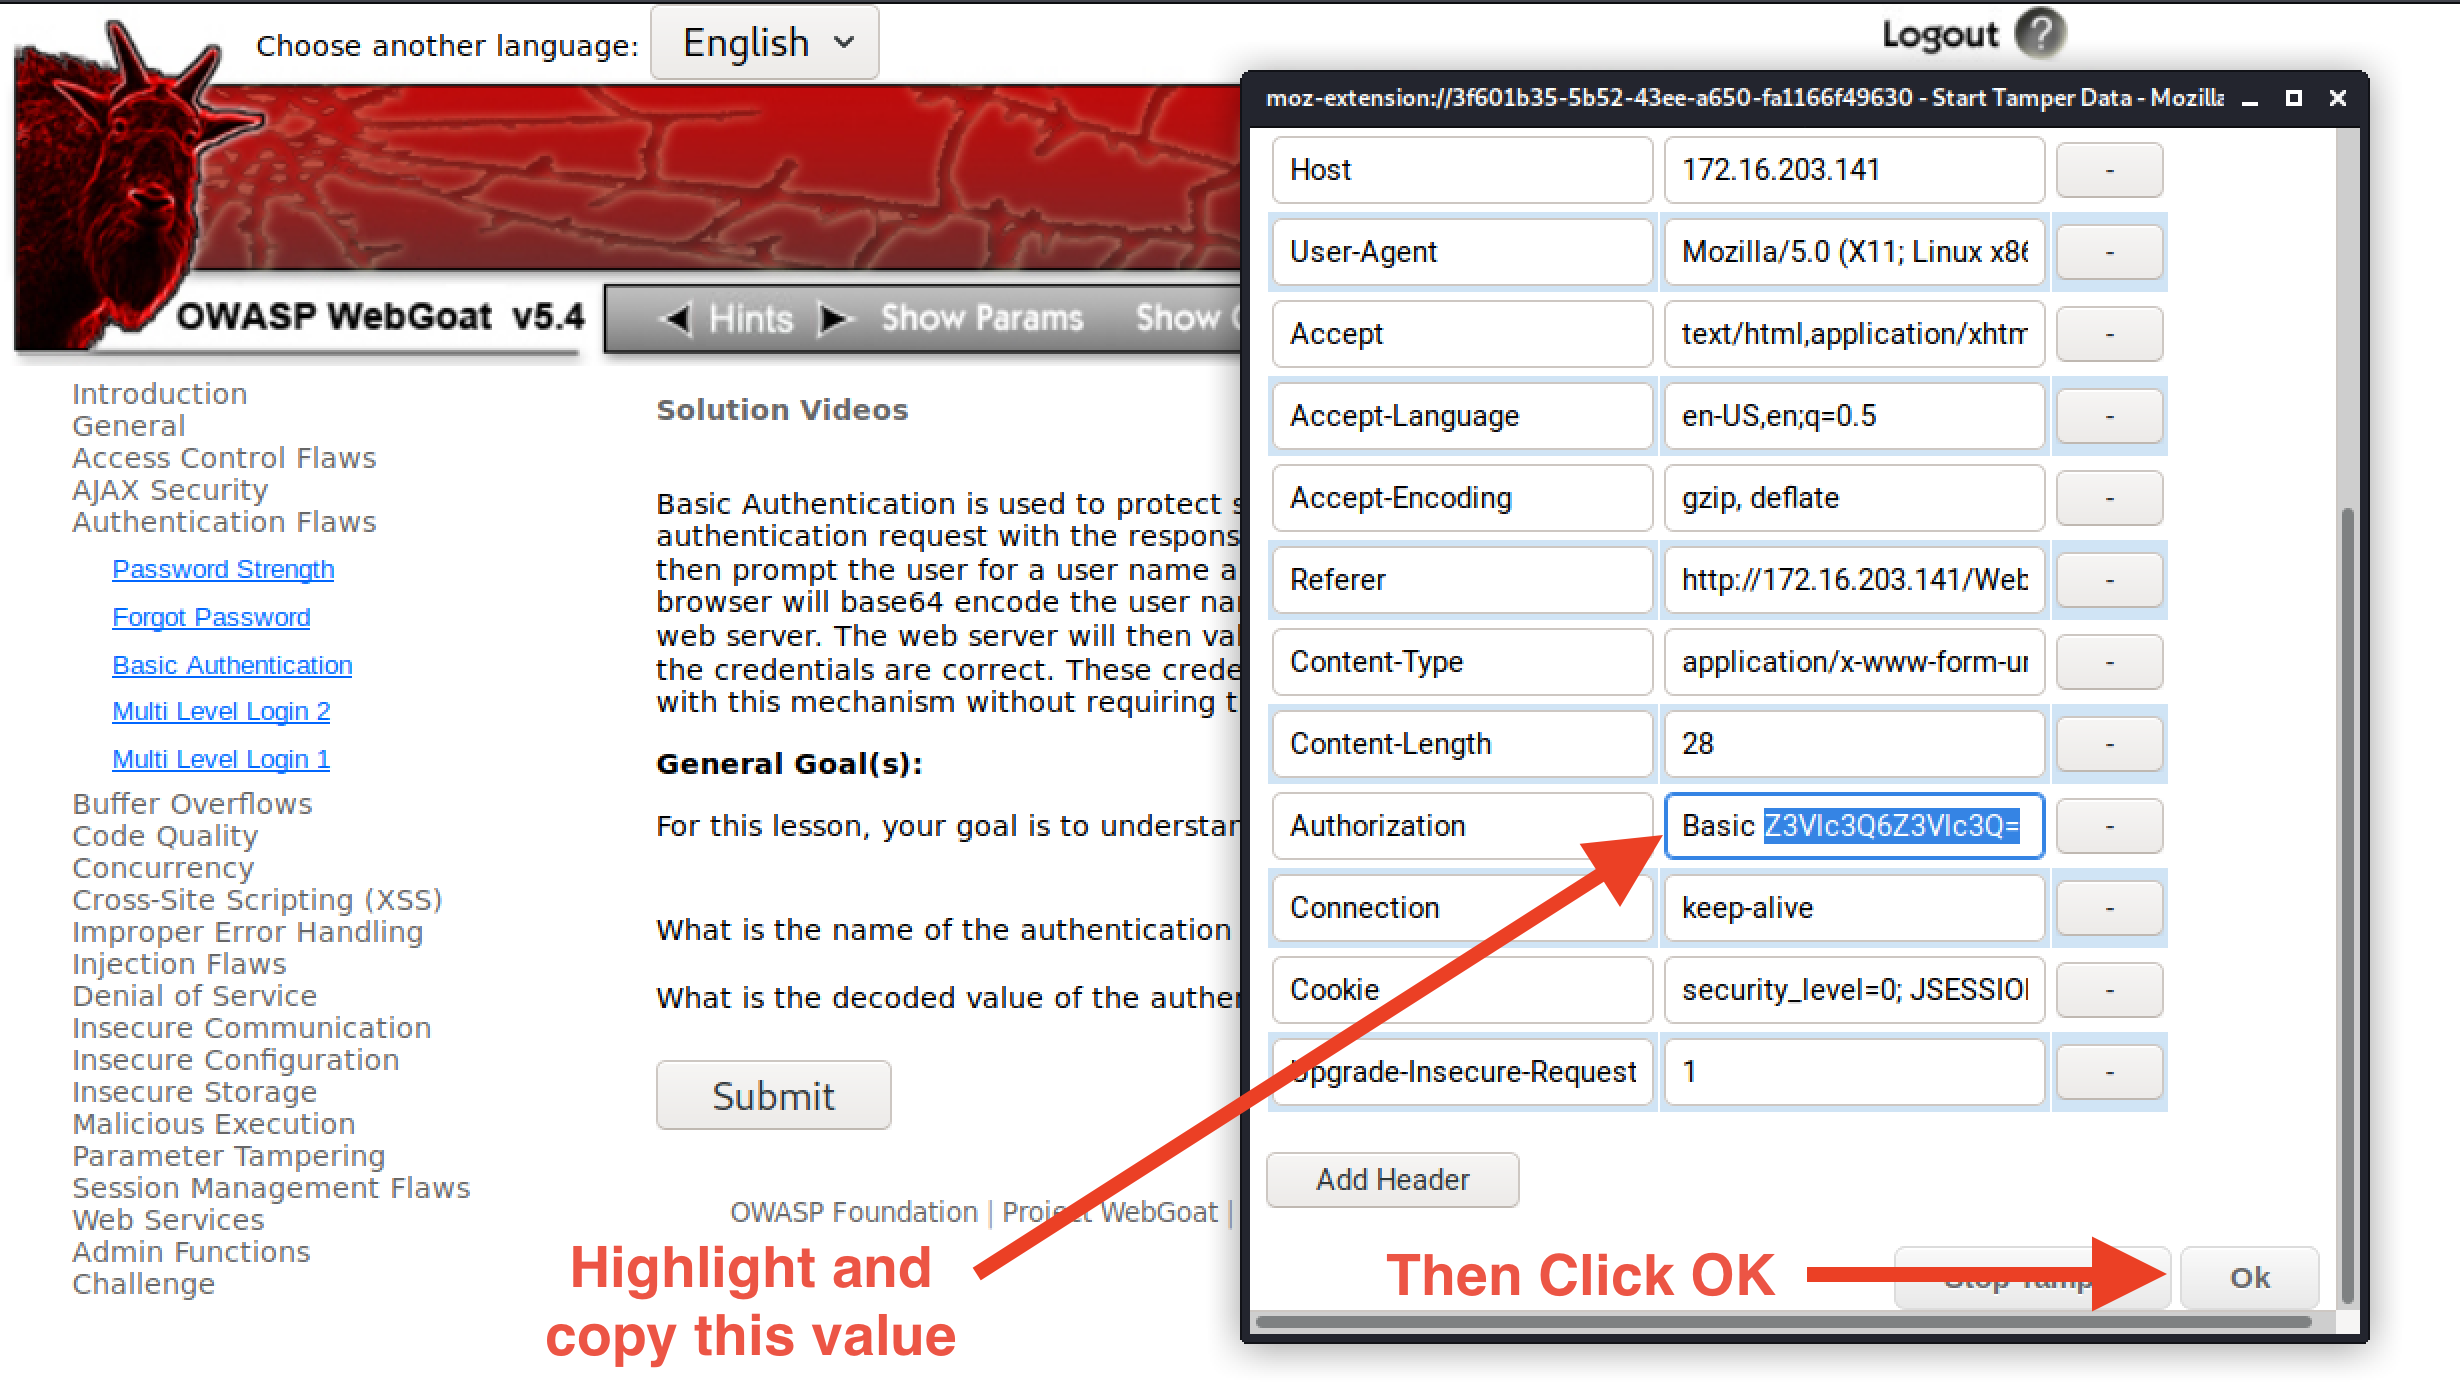 Choose another language:
English
Logout
?
OWASP WebGoat v5.4
Hints
Show Params
Show
Introduction
General
Access Control Flaws
AJAX Security
Authentication Flaws
Password Strength
Forgot Password
Basic Authentication
Multi Level Login 2
Multi Level Login 1
Buffer Overflows
Code Quality
Concurrency
Cross-Site Scripting (XSS)
Improper Error Handling
Injection Flaws
Denial of Service
Insecure Communication
Insecure Configuration
Insecure Storage
Malicious Execution
Parameter Tampering
Session Management Flaws
Web Services
Admin Functions
Challenge
Solution Videos
Basic Authentication is used to protect s
authentication request with the respons
then prompt the user for a user name a
browser will base64 encode the user nar
web server. The web server will then val
the credentials are correct. These crede
with this mechanism without requiring t
General Goal(s):
For this lesson, your goal is to understar
What is the name of the authentication
What is the decoded value of the auther
Submit
OWASP Foundation | Project WebGoat |
moz-extension://3f601b35-5b52-43ee-a650-fa1166f49630 - Start Tamper Data - Mozilla
Host 172.16.203.141 -
User-Agent Mozilla/5.0 (X11; Linux x86 -
Accept text/html,application/xhtm -
Accept-Language en-US,en;q=0.5 -
Accept-Encoding gzip, deflate -
Referer http://172.16.203.141/Web -
Content-Type application/x-www-form-ur -
Content-Length 28 -
Authorization Basic Z3Vlc3Q6Z3Vlc3Q= -
Connection keep-alive -
Cookie security_level=0; JSESSION -
Upgrade-Insecure-Request 1 -
Add Header
Stop Tamp
Ok
Highlight and
copy this value
Then Click OK